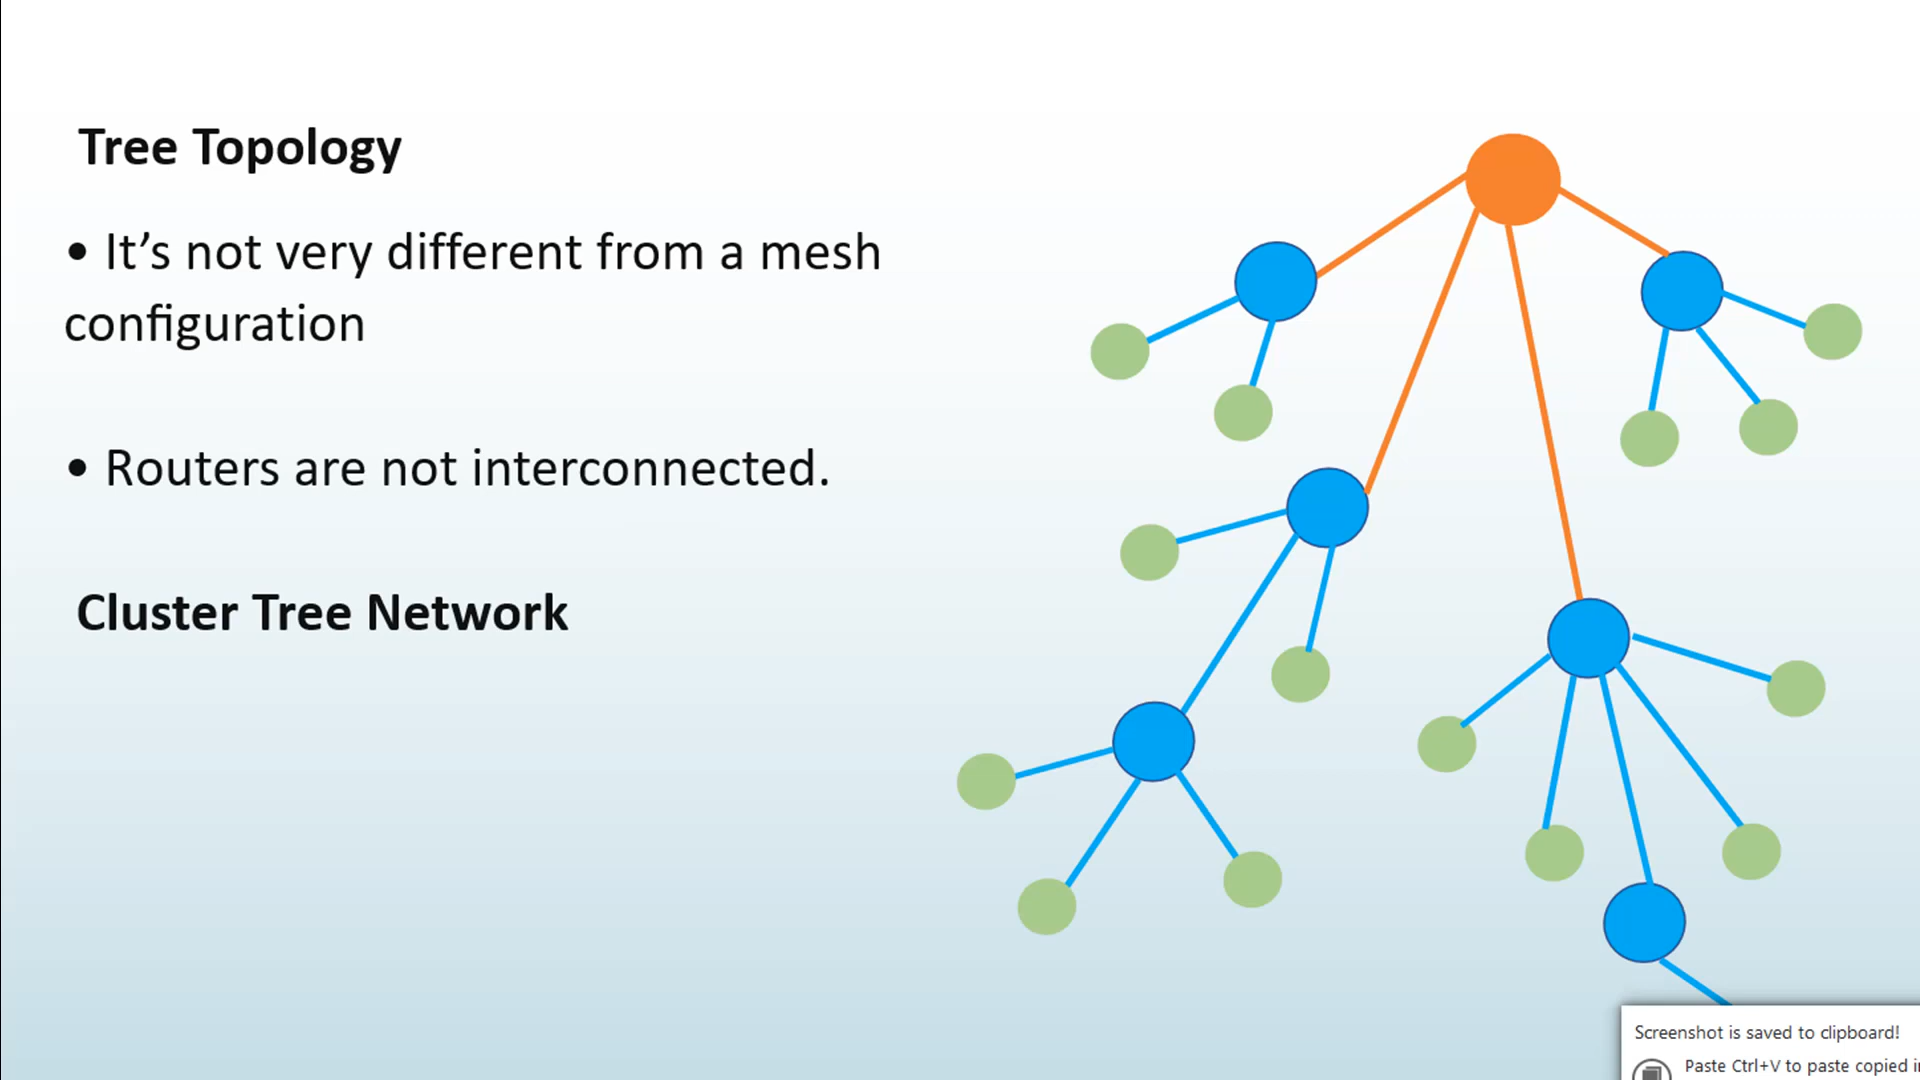 Tree Topology
• It’s not very different from a mesh
configuration
• Routers are not interconnected.
Cluster Tree Network
Screenshot is saved to clipboard!
Paste Ctrl+V to paste copied